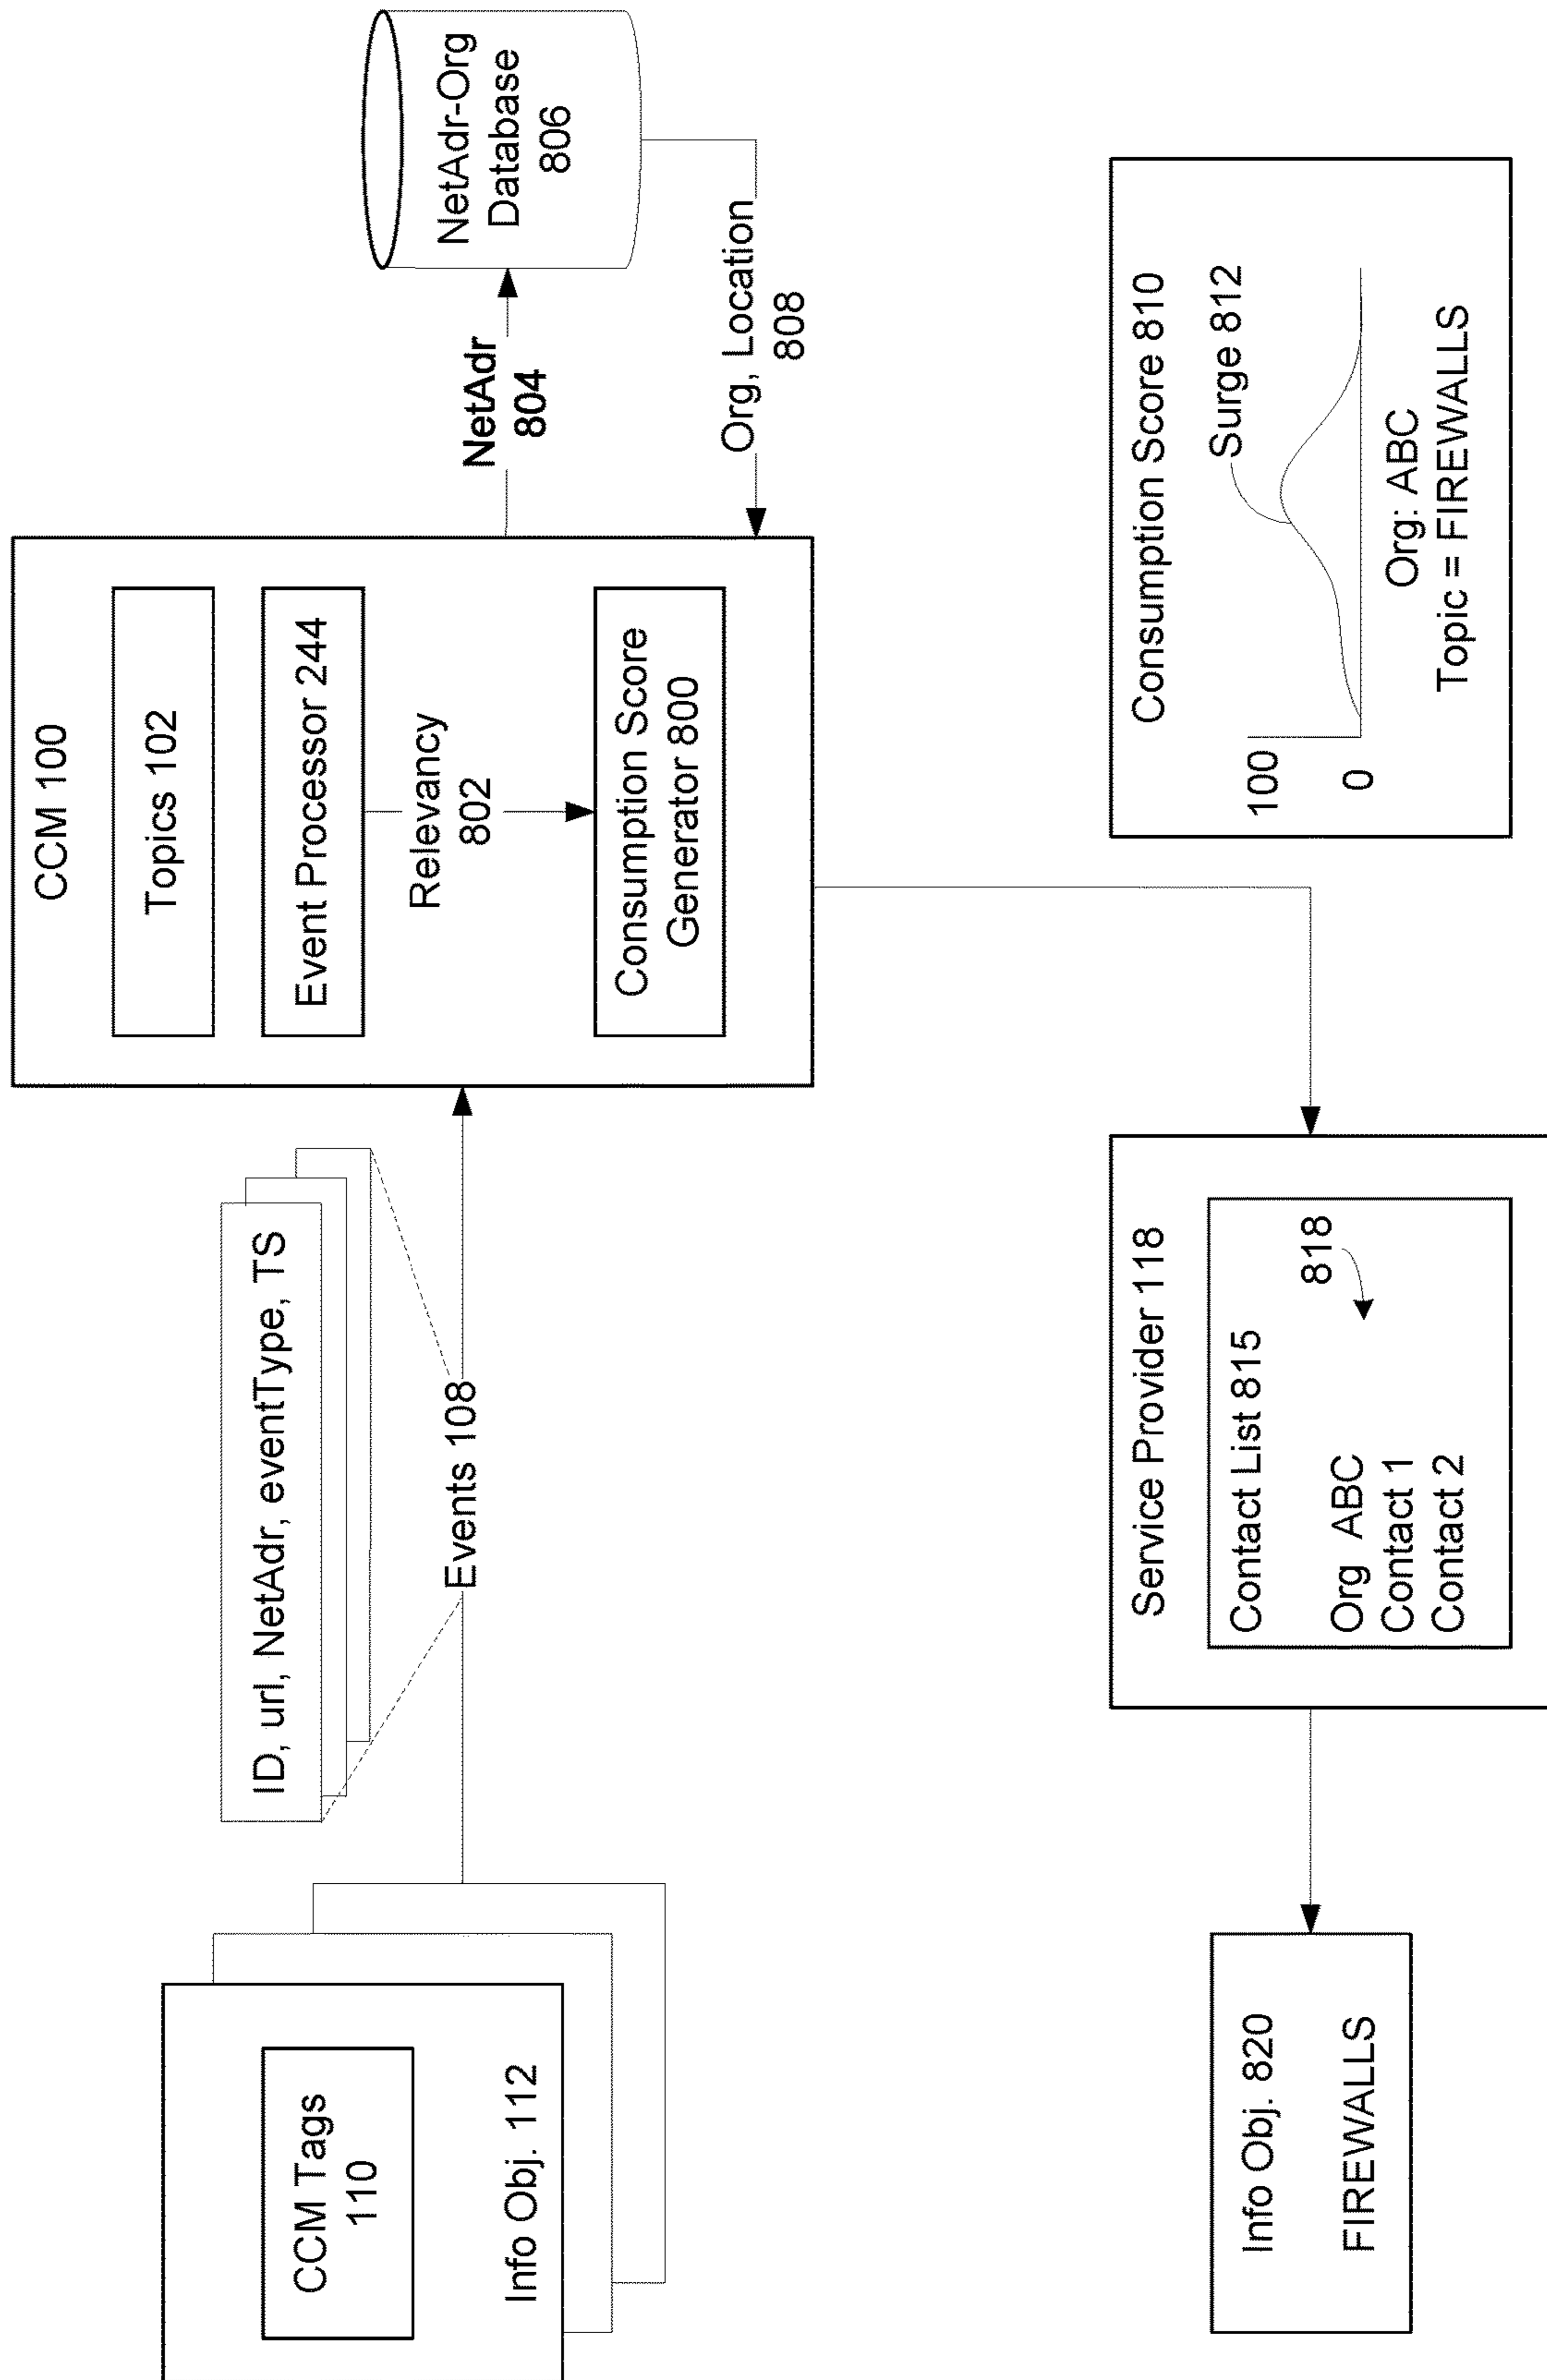 CCM Tags
110
Info Obj. 112
ID, url, NetAdr, eventType, TS
Events 108
CCM 100
Topics 102
Event Processor 244
Relevancy
802
Consumption Score
Generator 800
NetAdr
804
NetAdr-Org
Database
806
Org, Location
808
Info Obj. 820
FIREWALLS
Service Provider 118
Contact List 815
818
Org ABC
Contact 1
Contact 2
Consumption Score 810
100
Surge 812
0
Org: ABC
Topic = FIREWALLS